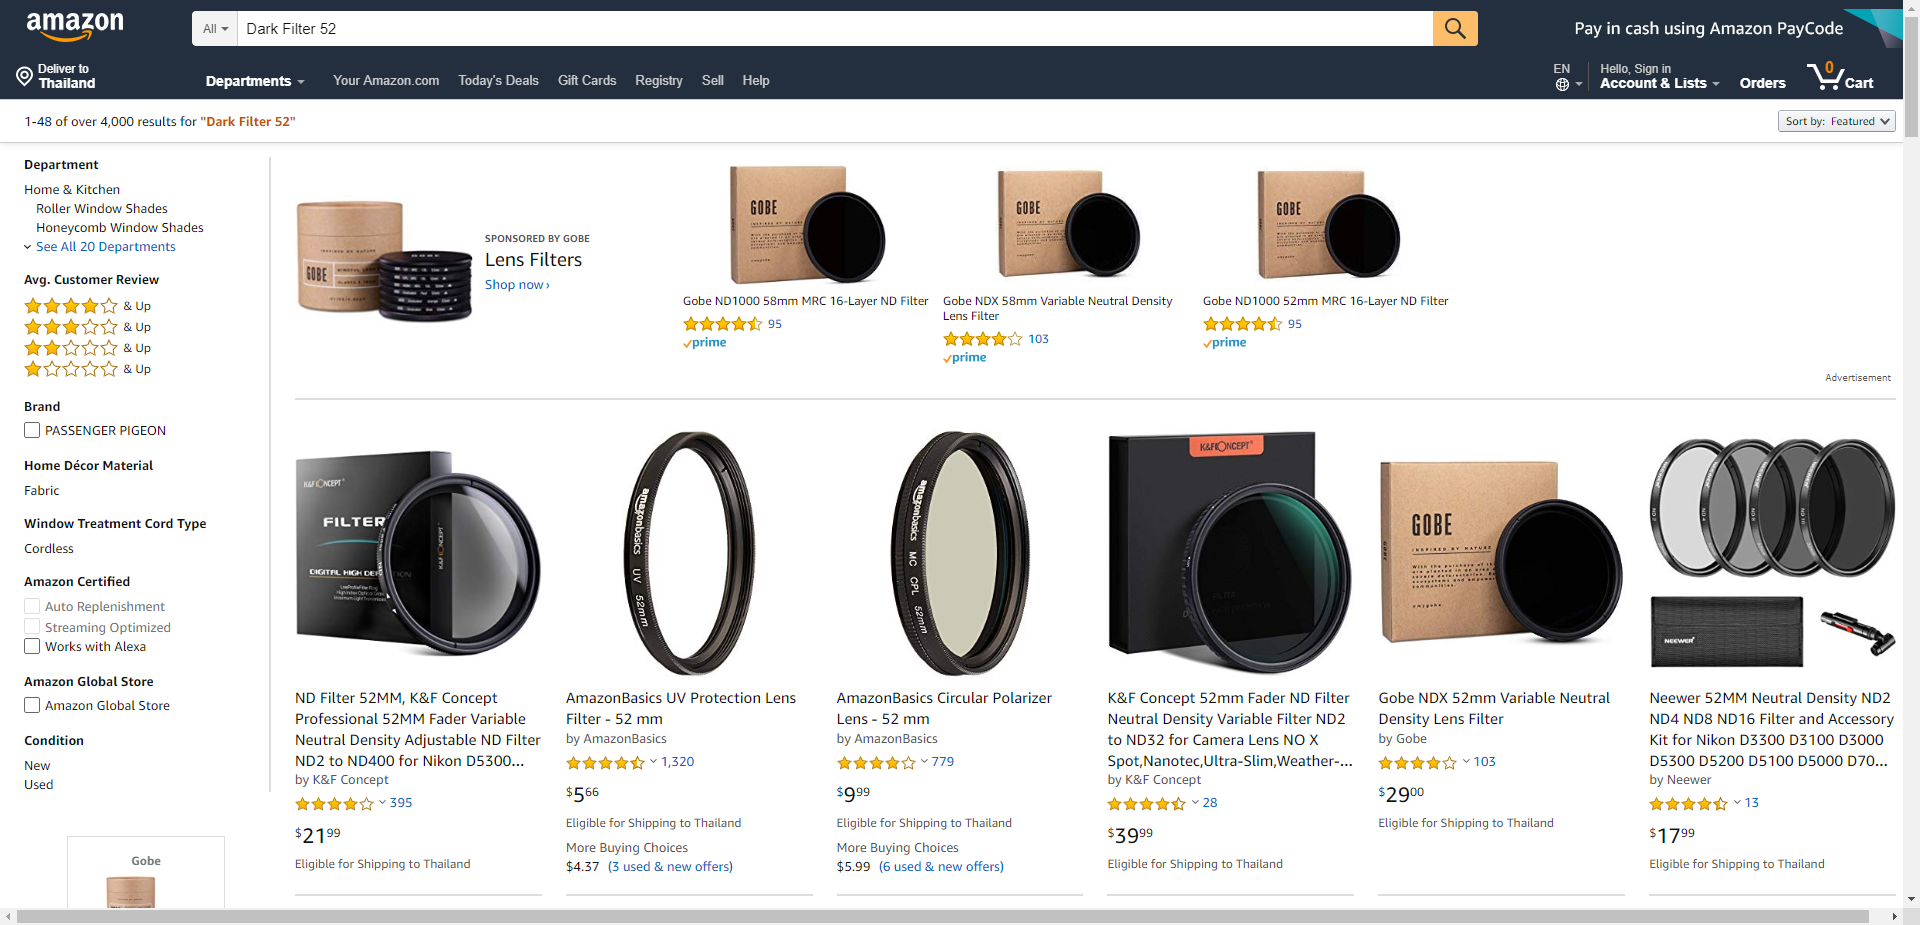 amazon
All
Dark Filter 52
Pay in cash using Amazon PayCode
Deliver to
Thailand
Departments
Your Amazon.com
Today's Deals
Gift Cards
Registry
Sell
Help
EN
Hello, Sign in
Account & Lists
Orders
0
Cart
1-48 of over 4,000 results for "Dark Filter 52"
Sort by: Featured
Department
Home & Kitchen
Roller Window Shades
Honeycomb Window Shades
See All 20 Departments
Avg. Customer Review
& Up
& Up
& Up
& Up
Brand
PASSENGER PIGEON
Home Décor Material
Fabric
Window Treatment Cord Type
Cordless
Amazon Certified
Auto Replenishment
Streaming Optimized
Works with Alexa
Amazon Global Store
Amazon Global Store
Condition
New
Used
Gobe
GOBE
SPONSORED BY GOBE
Lens Filters
Shop now ›
GOBE
Gobe ND1000 58mm MRC 16-Layer ND Filter
95
prime
GOBE
Gobe NDX 58mm Variable Neutral Density
Lens Filter
103
prime
GOBE
Gobe ND1000 52mm MRC 16-Layer ND Filter
95
prime
Advertisement
K&F CONCEPT
FILTER
DIGITAL HIGH DEFINITION
ND Filter 52MM, K&F Concept
Professional 52MM Fader Variable
Neutral Density Adjustable ND Filter
ND2 to ND400 for Nikon D5300...
by K&F Concept
395
$21.99
Eligible for Shipping to Thailand
amazonbasics UV 52mm
AmazonBasics UV Protection Lens
Filter - 52 mm
by AmazonBasics
1,320
$5.66
Eligible for Shipping to Thailand
More Buying Choices
$4.37 (3 used & new offers)
amazonbasics MC CPL 52mm
AmazonBasics Circular Polarizer
Lens - 52 mm
by AmazonBasics
779
$9.99
Eligible for Shipping to Thailand
More Buying Choices
$5.99 (6 used & new offers)
K&F CONCEPT
K&F Concept 52mm Fader ND Filter
Neutral Density Variable Filter ND2
to ND32 for Camera Lens NO X
Spot,Nanotec,Ultra-Slim,Weather-...
by K&F Concept
28
$39.99
Eligible for Shipping to Thailand
GOBE
INSPIRED BY NATURE
Gobe NDX 52mm Variable Neutral
Density Lens Filter
by Gobe
103
$29.00
Eligible for Shipping to Thailand
NEEWER
Neewer 52MM Neutral Density ND2
ND4 ND8 ND16 Filter and Accessory
Kit for Nikon D3300 D3100 D3000
D5300 D5200 D5100 D5000 D70...
by Neewer
13
$17.99
Eligible for Shipping to Thailand